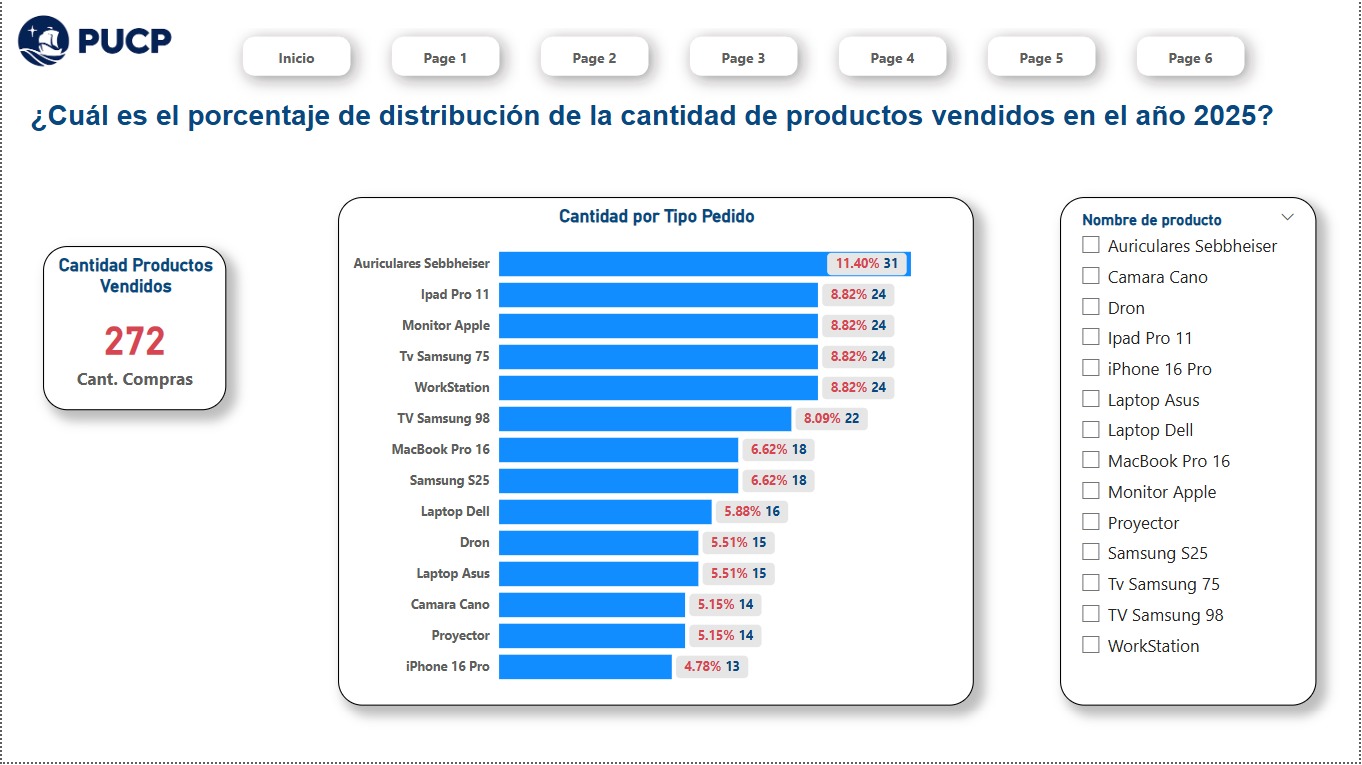 PUCP
Inicio
Page 1
Page 2
Page 3
Page 4
Page 5
Page 6
¿Cuál es el porcentaje de distribución de la cantidad de productos vendidos en el año 2025?
Cantidad Productos
Vendidos
272
Cant. Compras
Cantidad por Tipo Pedido
Auriculares Sebbheiser 11.40% 31
Ipad Pro 11 8.82% 24
Monitor Apple 8.82% 24
Tv Samsung 75 8.82% 24
WorkStation 8.82% 24
TV Samsung 98 8.09% 22
MacBook Pro 16 6.62% 18
Samsung S25 6.62% 18
Laptop Dell 5.88% 16
Dron 5.51% 15
Laptop Asus 5.51% 15
Camara Cano 5.15% 14
Proyector 5.15% 14
iPhone 16 Pro 4.78% 13
Nombre de producto
Auriculares Sebbheiser
Camara Cano
Dron
Ipad Pro 11
iPhone 16 Pro
Laptop Asus
Laptop Dell
MacBook Pro 16
Monitor Apple
Proyector
Samsung S25
Tv Samsung 75
TV Samsung 98
WorkStation